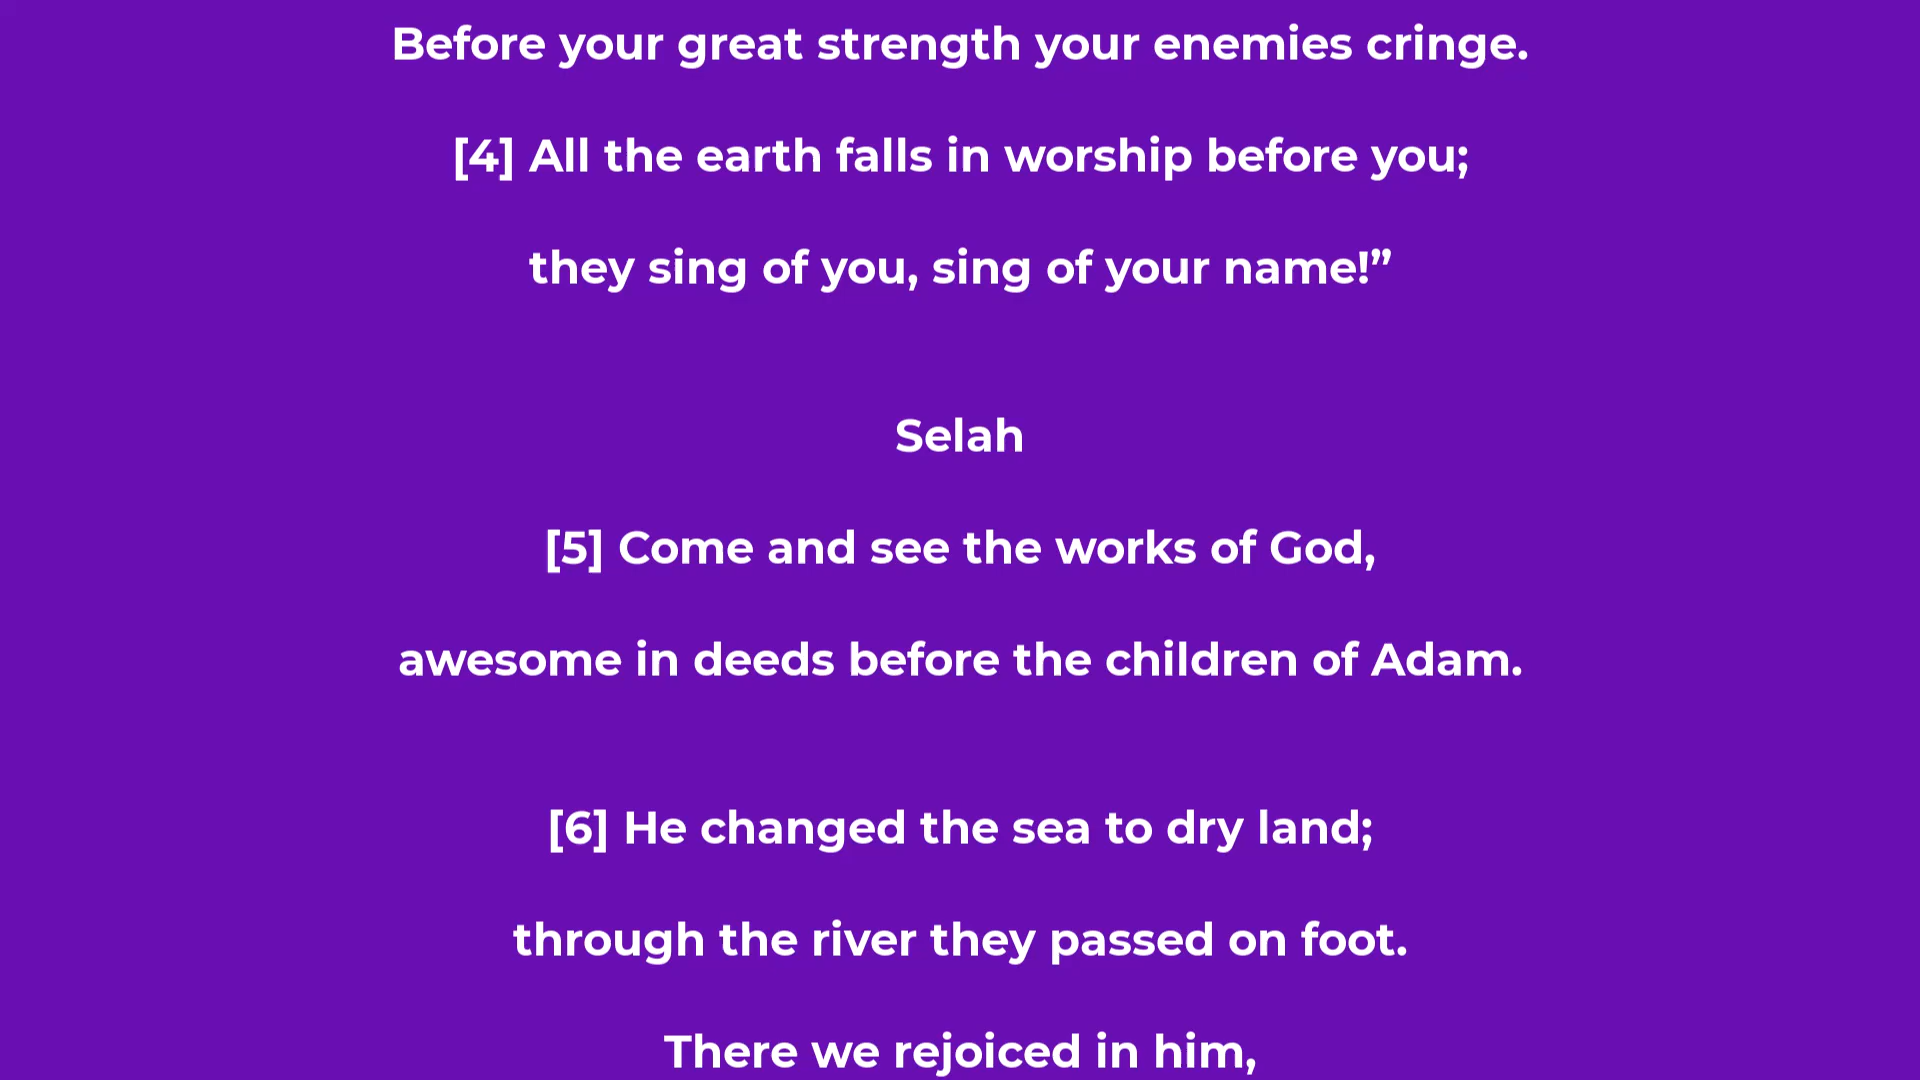 Before your great strength your enemies cringe.
[4] All the earth falls in worship before you;
they sing of you, sing of your name!”
Selah
[5] Come and see the works of God,
awesome in deeds before the children of Adam.
[6] He changed the sea to dry land;
through the river they passed on foot.
There we rejoiced in him,